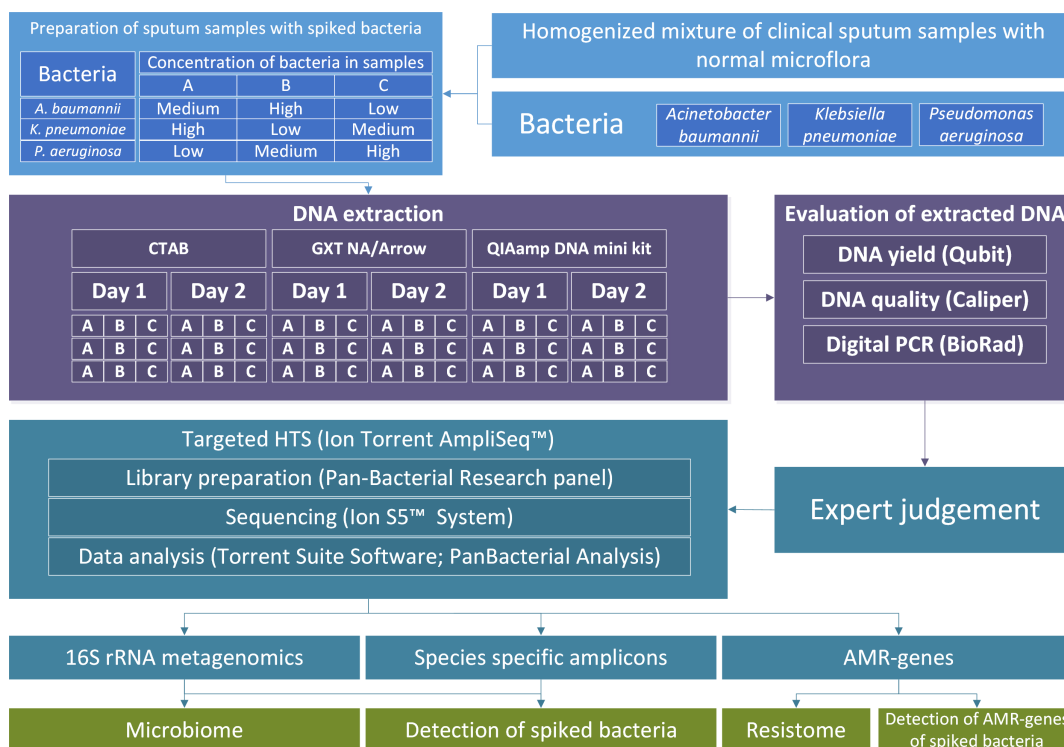 Preparation of sputum samples with spiked bacteria
Bacteria
Concentration of bacteria in samples
A B C
A. baumannii Medium High Low
K. pneumoniae High Low Medium
P. aeruginosa Low Medium High
Homogenized mixture of clinical sputum samples with
normal microflora
Bacteria
Acinetobacter
baumannii
Klebsiella
pneumoniae
Pseudomonas
aeruginosa
DNA extraction
CTAB GXT NA/Arrow QIAamp DNA mini kit
Day 1 Day 2 Day 1 Day 2 Day 1 Day 2
A B C A B C A B C A B C A B C A B C
A B C A B C A B C A B C A B C A B C
A B C A B C A B C A B C A B C A B C
Evaluation of extracted DNA
DNA yield (Qubit)
DNA quality (Caliper)
Digital PCR (BioRad)
Expert judgement
Targeted HTS (Ion Torrent AmpliSeq™)
Library preparation (Pan-Bacterial Research panel)
Sequencing (Ion S5™ System)
Data analysis (Torrent Suite Software; PanBacterial Analysis)
16S rRNA metagenomics
Species specific amplicons
AMR-genes
Microbiome
Detection of spiked bacteria
Resistome
Detection of AMR-genes
of spiked bacteria